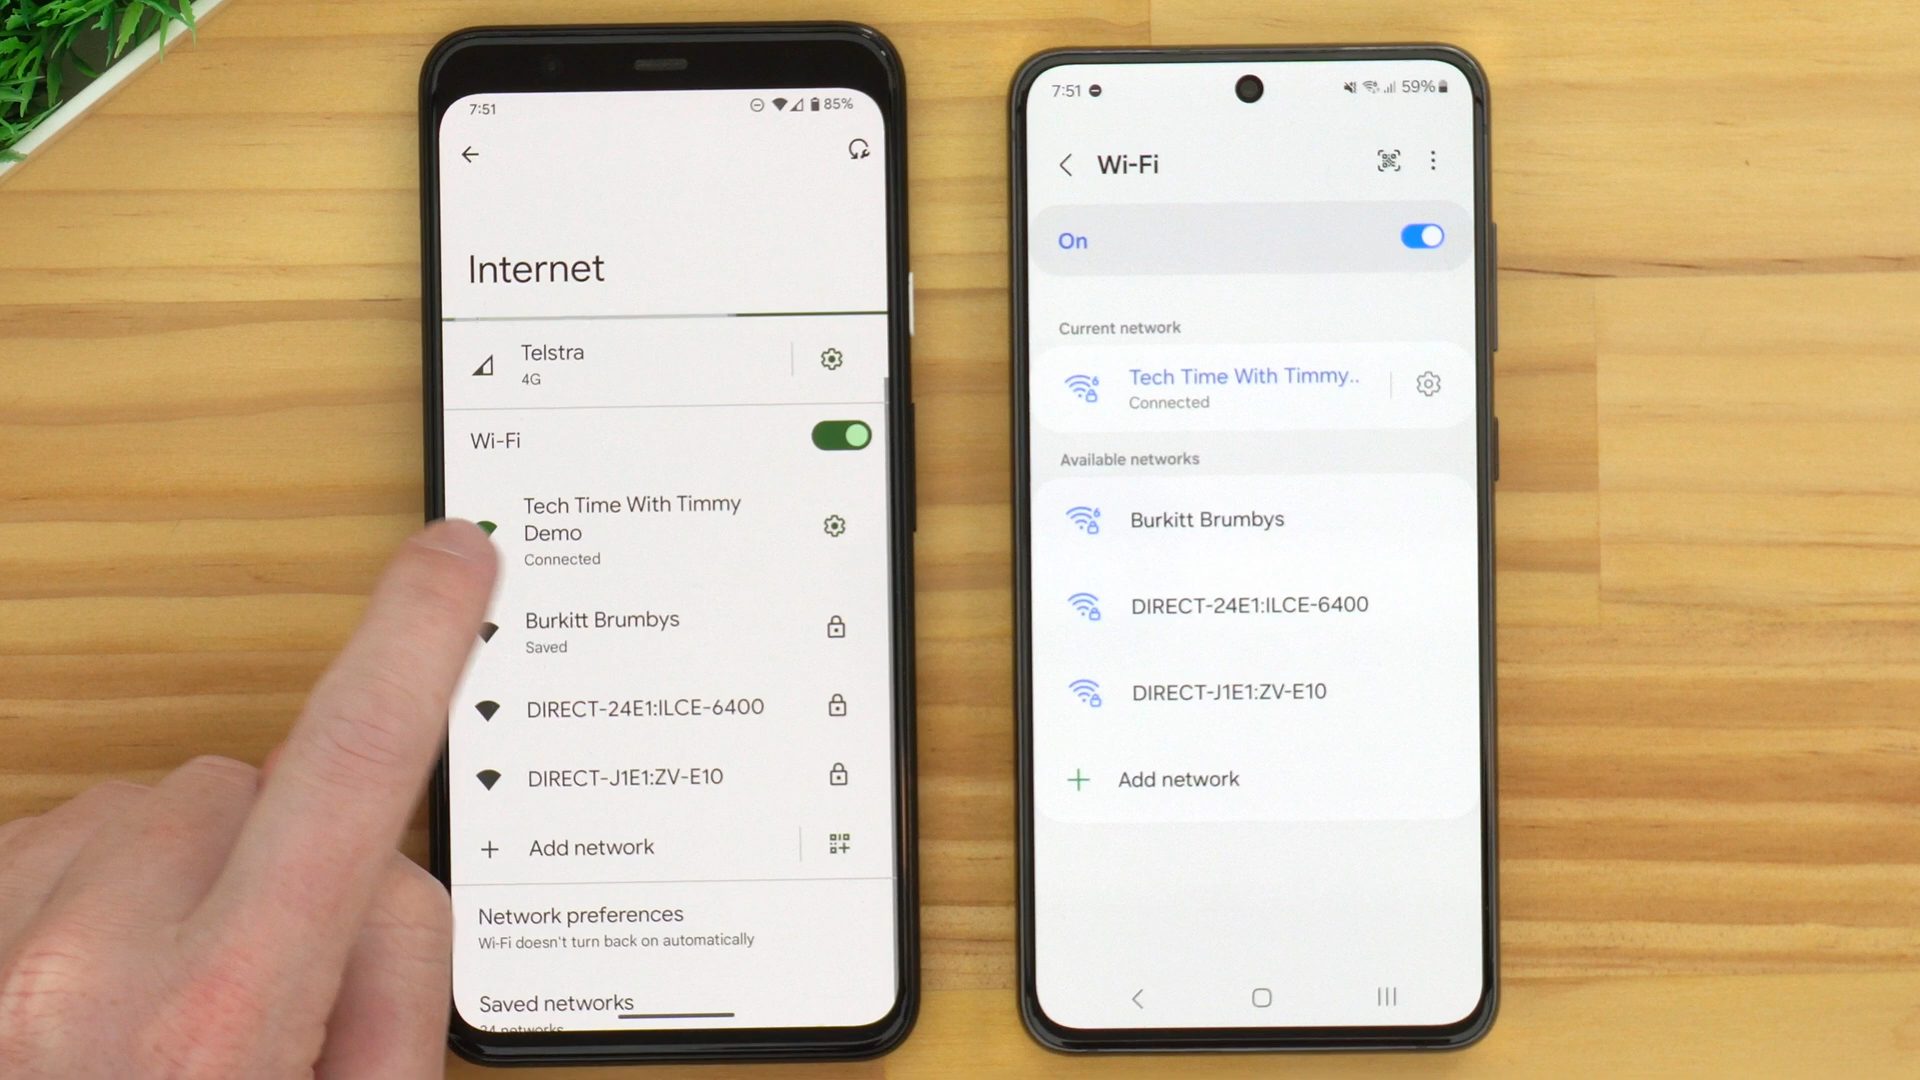 7:51
85%
Internet
Telstra
4G
Wi-Fi
Tech Time With Timmy
Demo
Connected
Burkitt Brumbys
Saved
DIRECT-24E1:ILCE-6400
DIRECT-J1E1:ZV-E10
Add network
Network preferences
Wi-Fi doesn't turn back on automatically
Saved networks
24 networks
7:51
59%
Wi-Fi
On
Current network
Tech Time With Timmy..
Connected
Available networks
Burkitt Brumbys
DIRECT-24E1:ILCE-6400
DIRECT-J1E1:ZV-E10
Add network